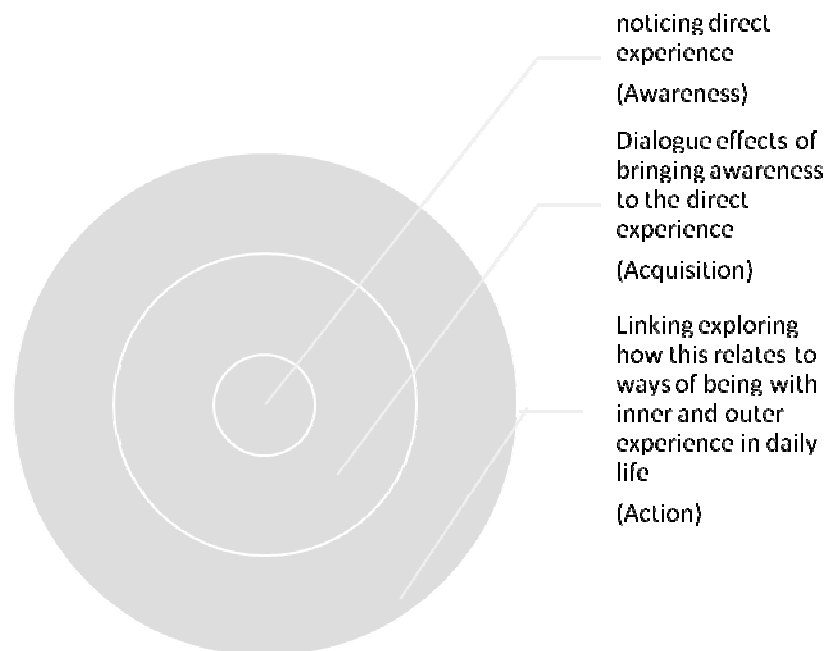 noticing direct
experience
(Awareness)
Dialogue effects of
bringing awareness
to the direct
experience
(Acquisition)
Linking exploring
how this relates to
ways of being with
inner and outer
experience in daily
life
(Action)